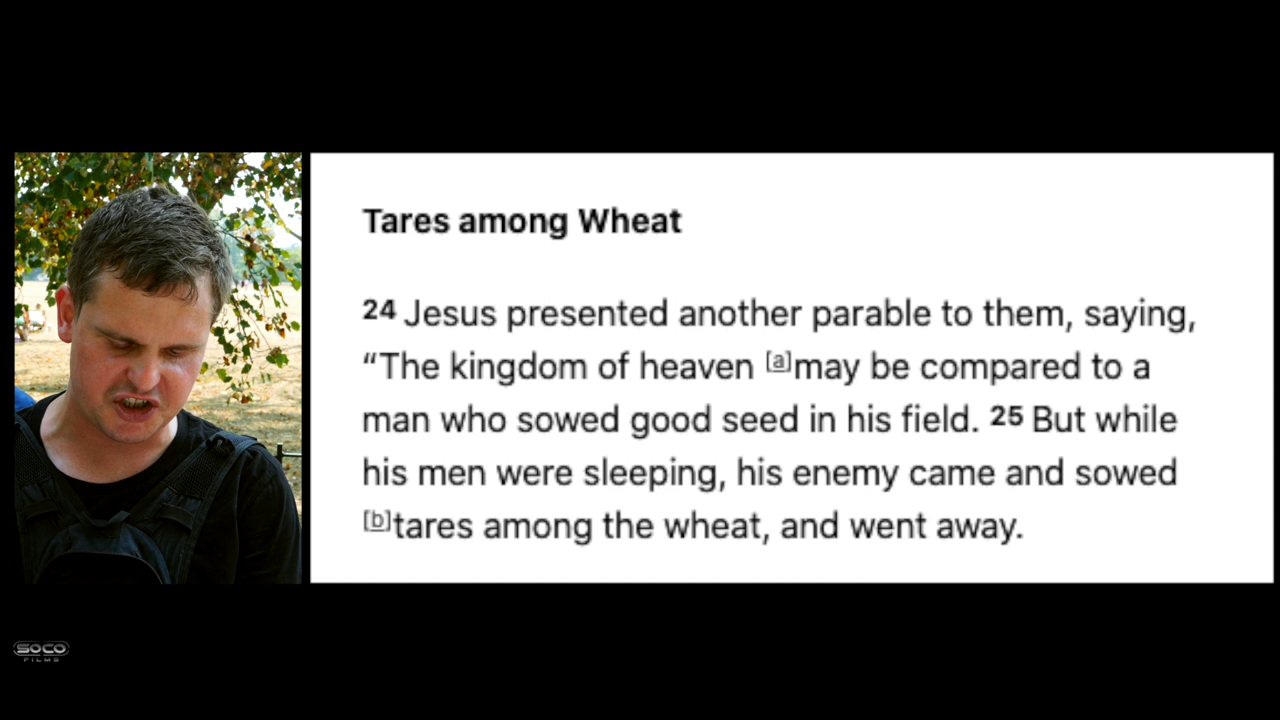 Tares among Wheat
24 Jesus presented another parable to them, saying,
“The kingdom of heaven [a]may be compared to a
man who sowed good seed in his field. 25 But while
his men were sleeping, his enemy came and sowed
[b]tares among the wheat, and went away.
SOCO
FILMS